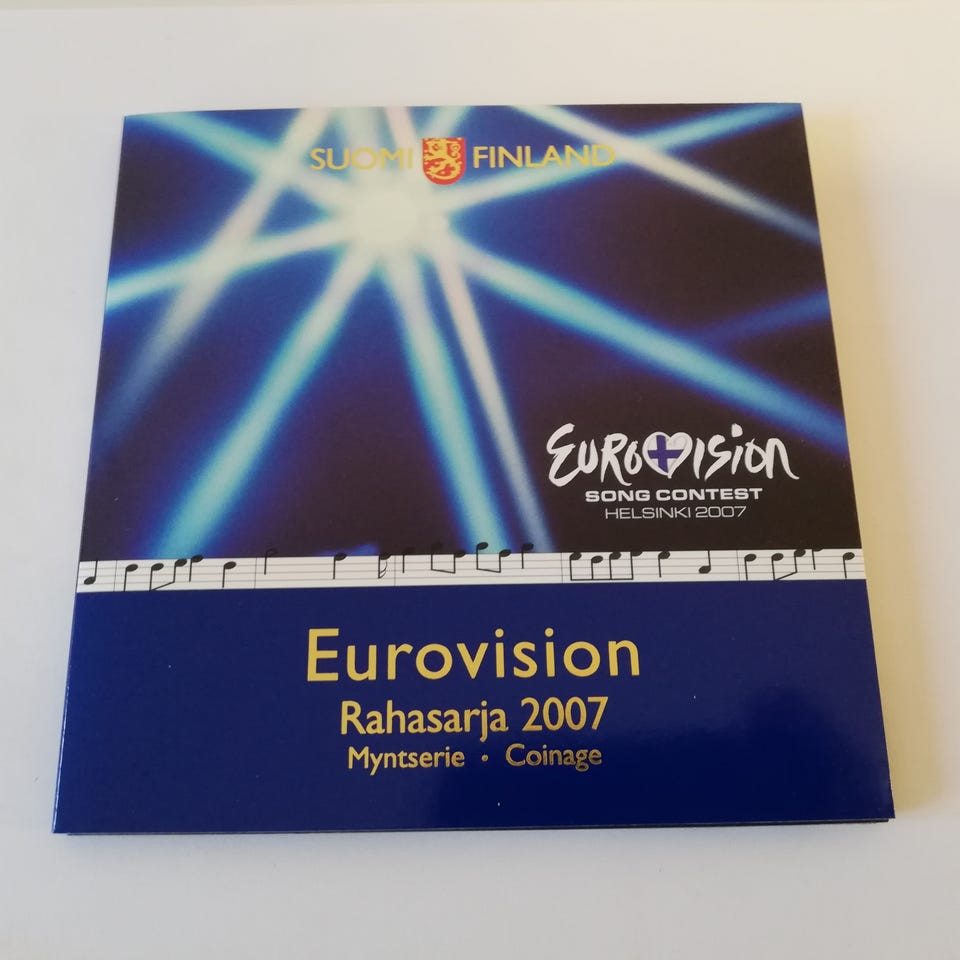 SUOMI FINLAND
EUROVISION
SONG CONTEST
HELSINKI 2007
Eurovision
Rahasarja 2007
Myntserie • Coinage